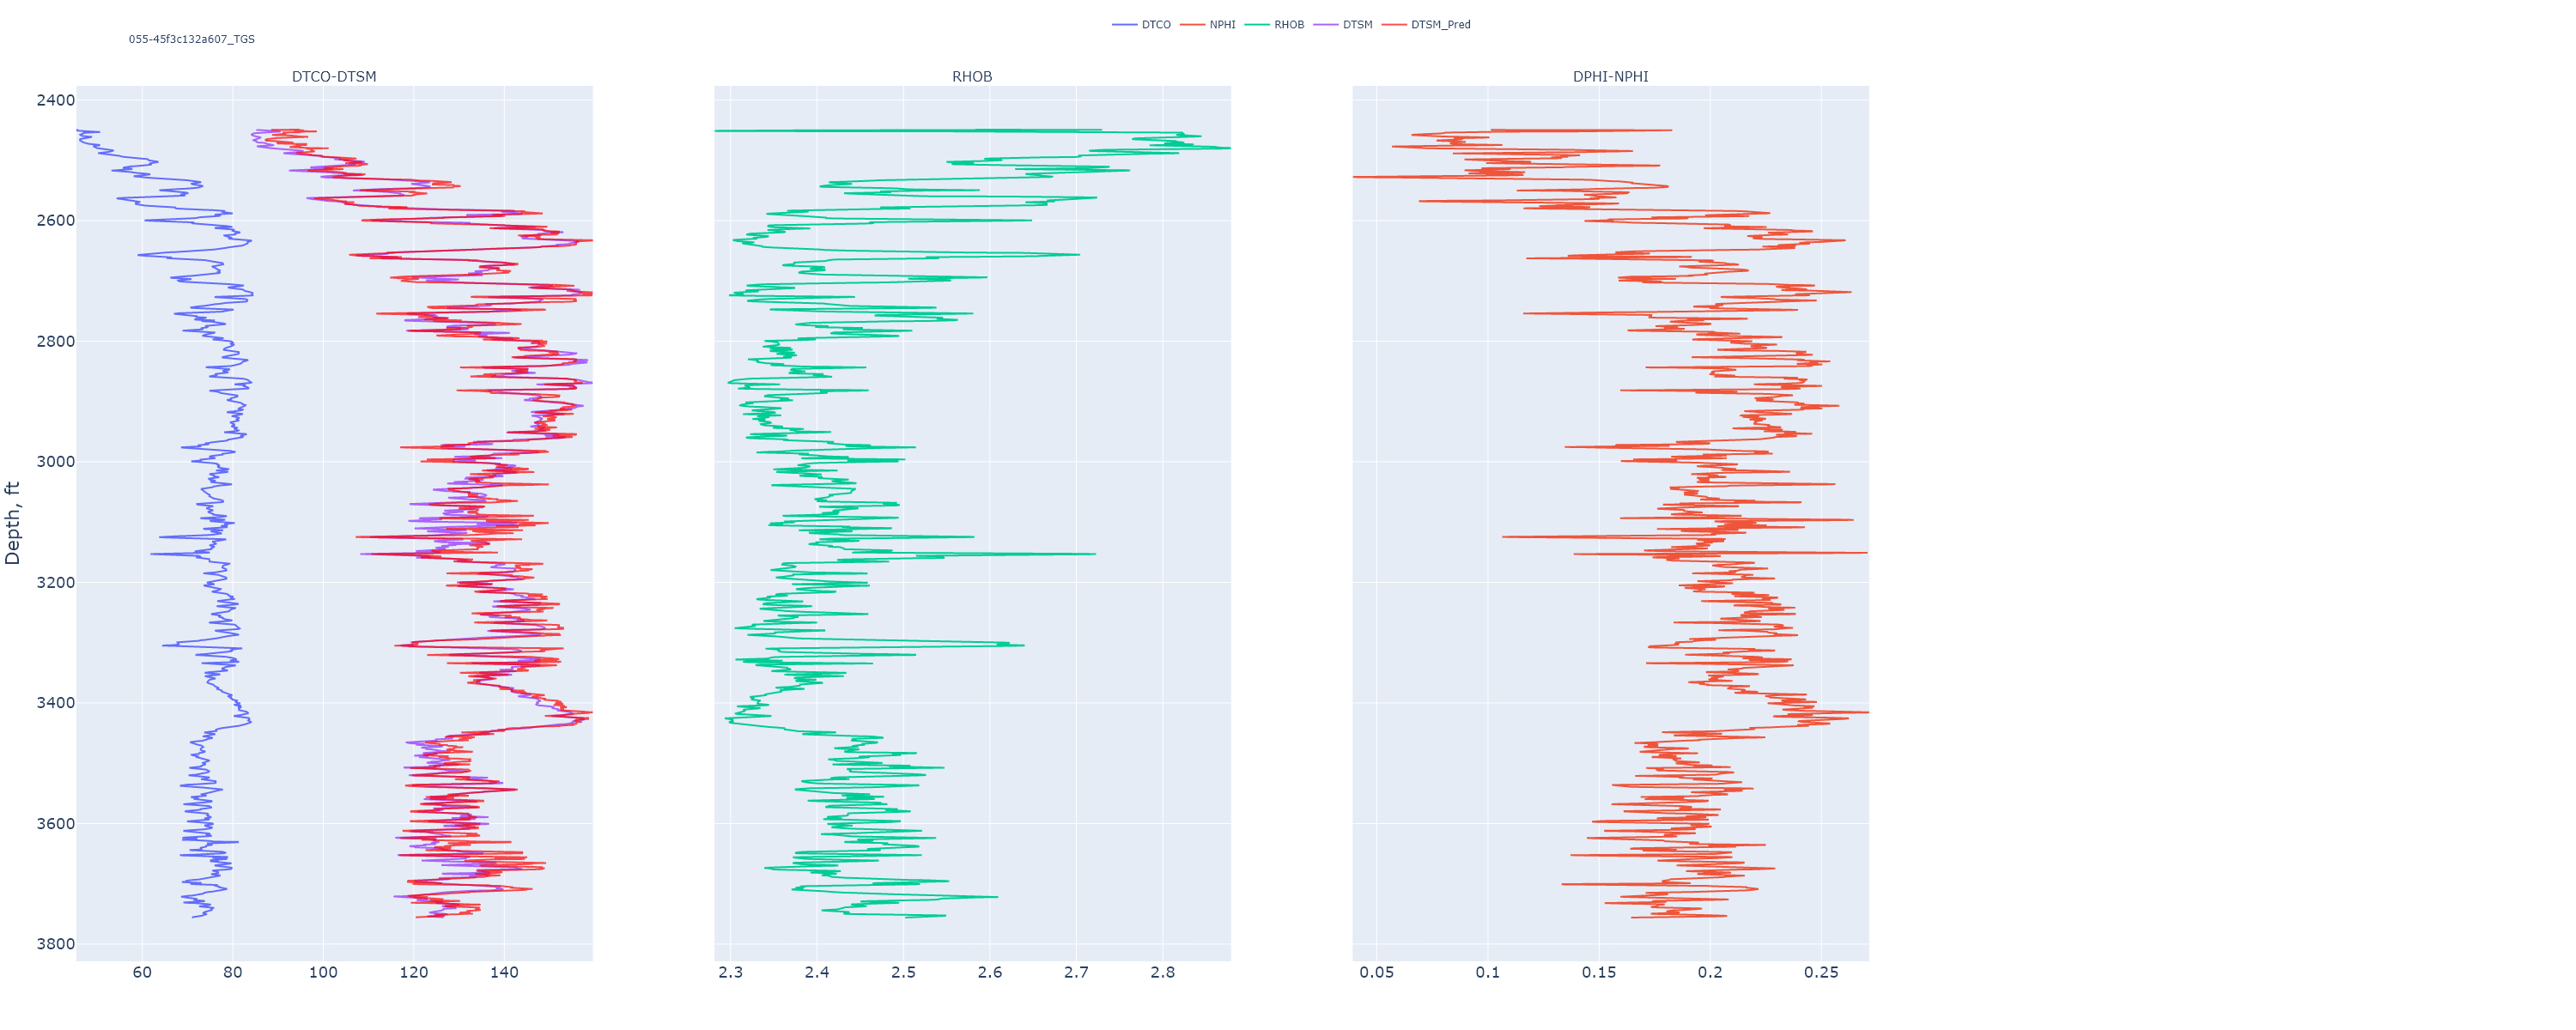 DTCO NPHI RHOB DTSM DTSM_Pred
055-45f3c132a607_TGS
DTCO-DTSM RHOB DPHI-NPHI
Depth, ft
2400
2600
2800
3000
3200
3400
3600
3800
60 80 100 120 140 2.3 2.4 2.5 2.6 2.7 2.8 0.05 0.1 0.15 0.2 0.25